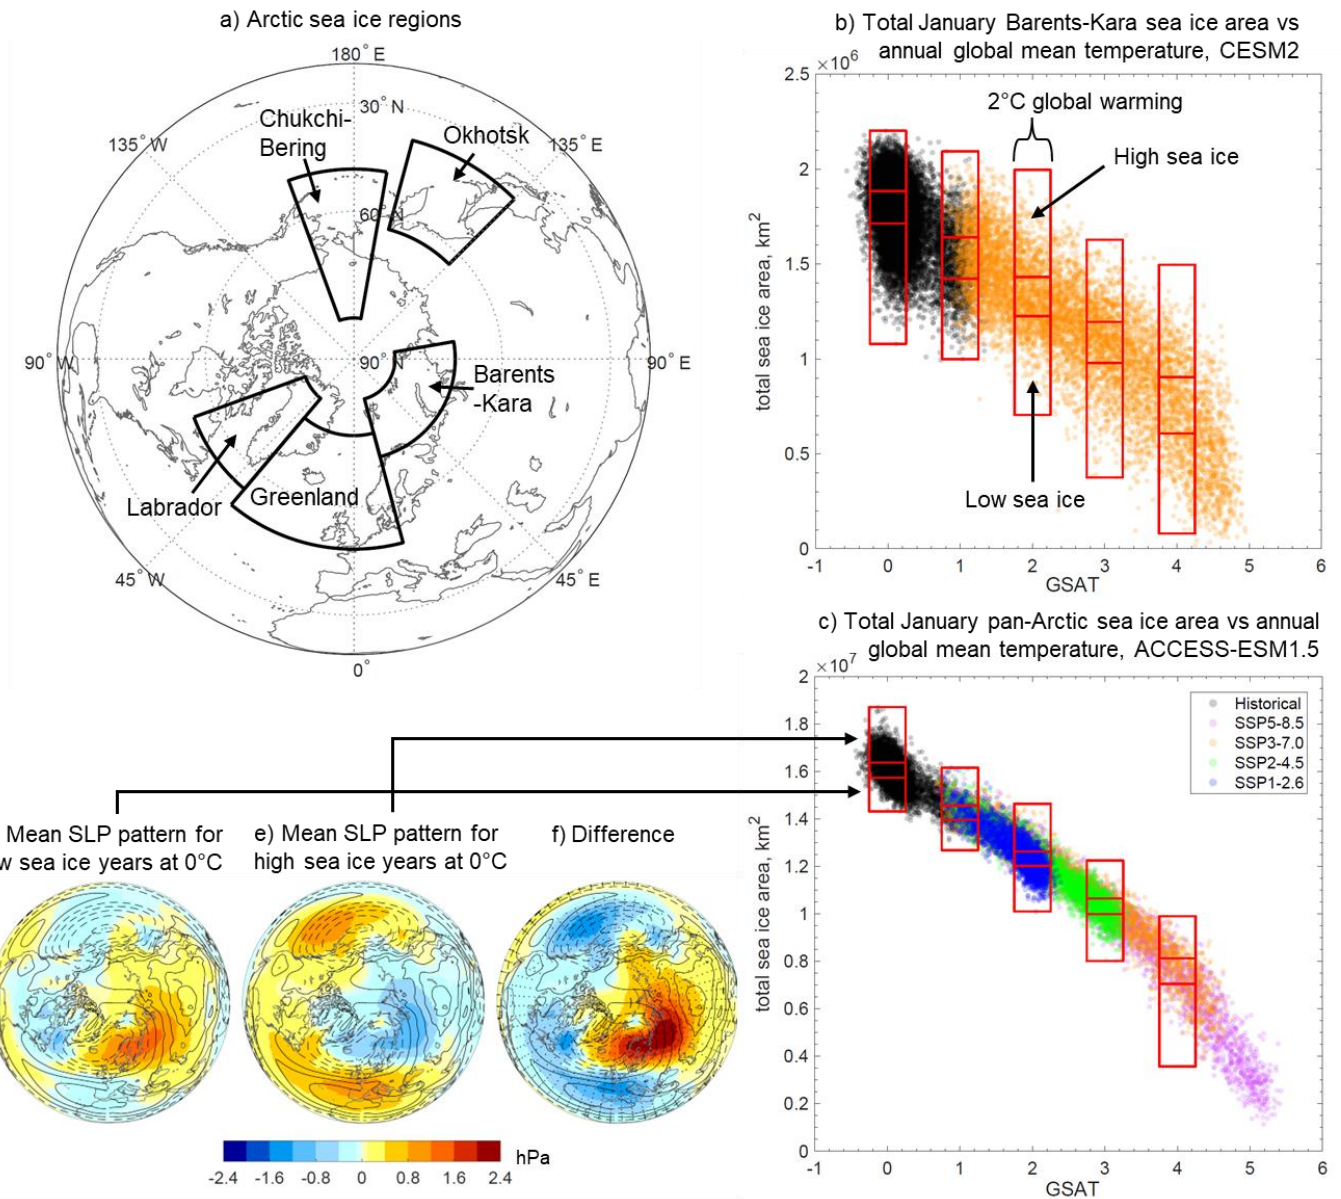 a) Arctic sea ice regions
180° E
30° N
Chukchi-
Bering
Okhotsk
135° W
135° E
60° N
90° W
90° N
90° E
Barents
-Kara
Labrador
Greenland
45° W
45° E
0°
b) Total January Barents-Kara sea ice area vs
annual global mean temperature, CESM2
×10⁶
2.5
2
1.5
1
0.5
0
total sea ice area, km²
2°C global warming
High sea ice
Low sea ice
-1 0 1 2 3 4 5 6
GSAT
c) Total January pan-Arctic sea ice area vs annual
global mean temperature, ACCESS-ESM1.5
×10⁷
2
1.8
1.6
1.4
1.2
1
0.8
0.6
0.4
0.2
0
total sea ice area, km²
Historical
SSP5-8.5
SSP3-7.0
SSP2-4.5
SSP1-2.6
-1 0 1 2 3 4 5 6
GSAT
Mean SLP pattern for
w sea ice years at 0°C
e) Mean SLP pattern for
high sea ice years at 0°C
f) Difference
-2.4 -1.6 -0.8 0 0.8 1.6 2.4
hPa